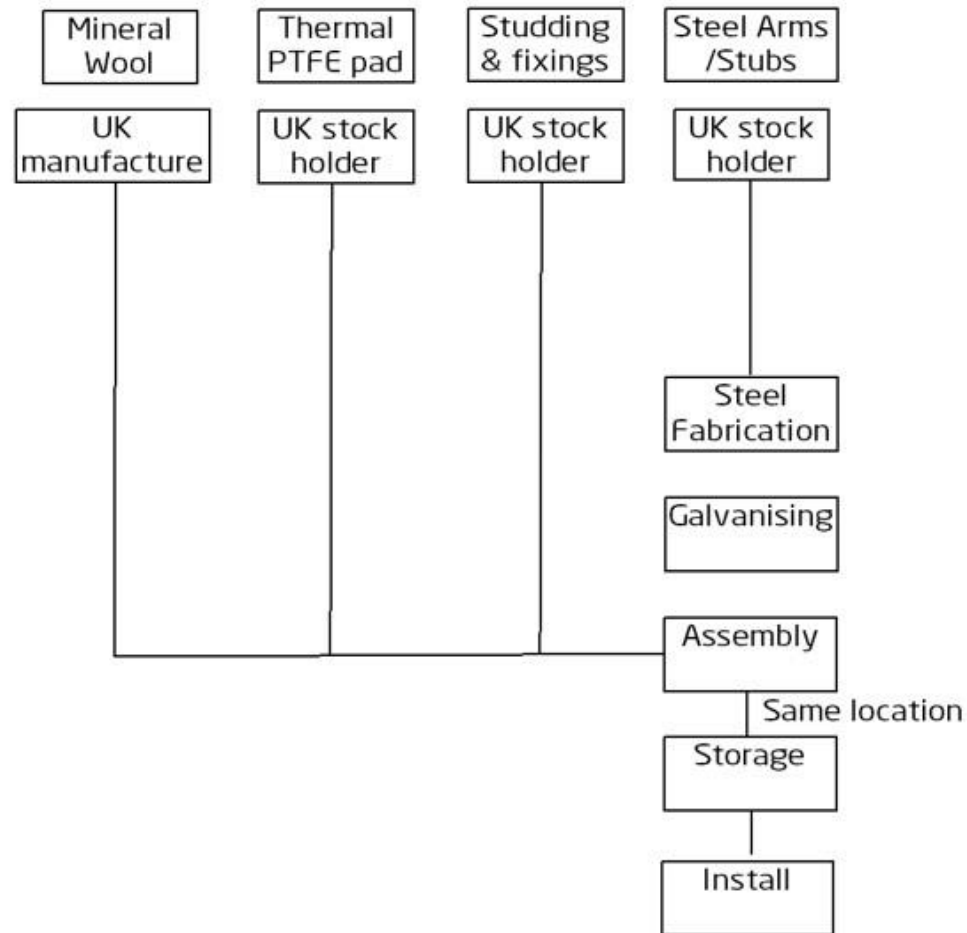 Mineral
Wool
Thermal
PTFE pad
Studding
& fixings
Steel Arms
/Stubs
UK
manufacture
UK stock
holder
UK stock
holder
UK stock
holder
Steel
Fabrication
Galvanising
Assembly
Same location
Storage
Install